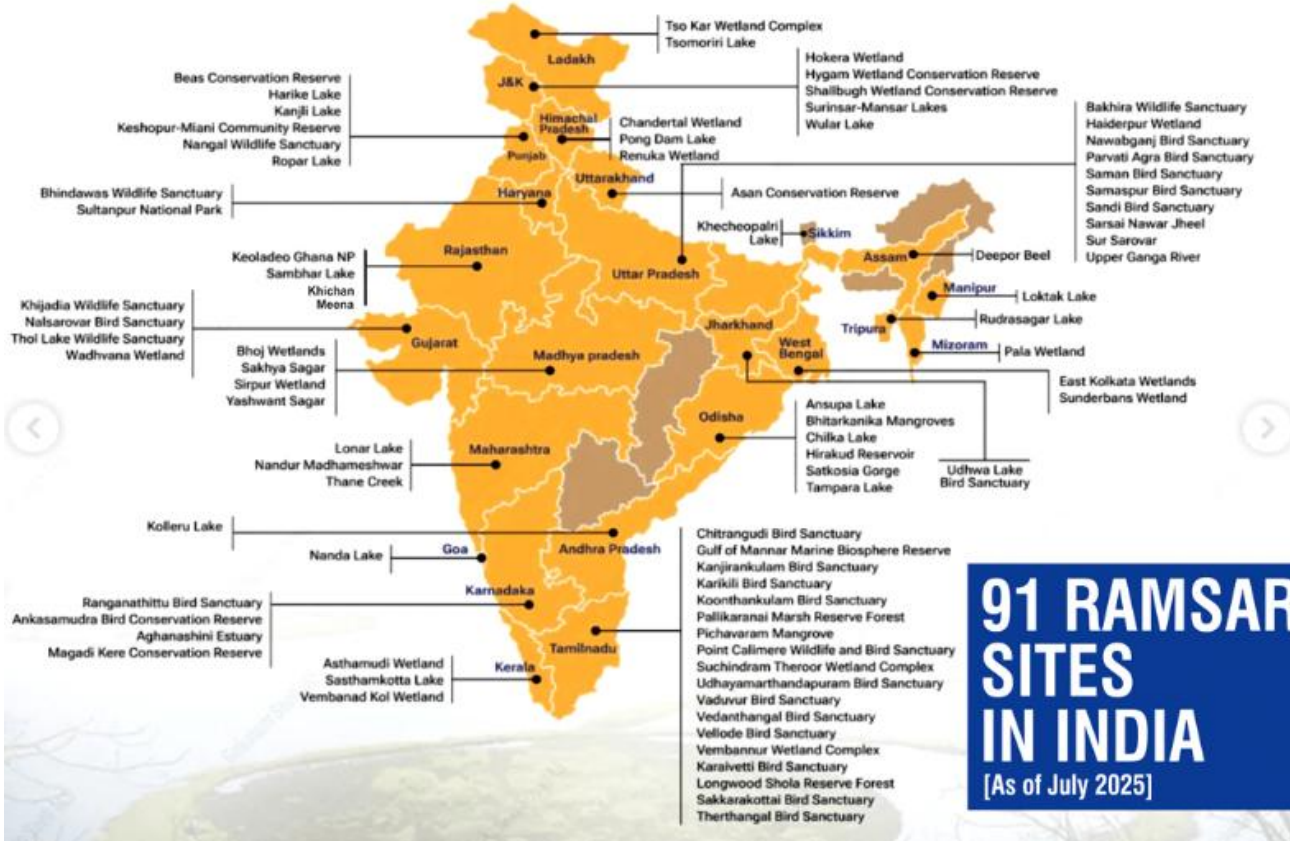 Tso Kar Wetland Complex
Tsomoriri Lake
Ladakh
J&K
Hokera Wetland
Hygam Wetland Conservation Reserve
Shallbugh Wetland Conservation Reserve
Surinsar-Mansar Lakes
Wular Lake
Beas Conservation Reserve
Harike Lake
Kanjli Lake
Keshopur-Miani Community Reserve
Nangal Wildlife Sanctuary
Ropar Lake
Punjab
Himachal
Pradesh
Chandertal Wetland
Pong Dam Lake
Renuka Wetland
Bakhira Wildlife Sanctuary
Haiderpur Wetland
Nawabganj Bird Sanctuary
Parvati Agra Bird Sanctuary
Saman Bird Sanctuary
Samaspur Bird Sanctuary
Sandi Bird Sanctuary
Sarsai Nawar Jheel
Sur Sarovar
Upper Ganga River
Uttar Pradesh
Bhindawas Wildlife Sanctuary
Sultanpur National Park
Haryana
Uttarakhand
Asan Conservation Reserve
Khecheopalri
Lake
Sikkim
Assam
Deepor Beel
Keoladeo Ghana NP
Sambhar Lake
Khichan
Menna
Rajasthan
Manipur
Loktak Lake
Tripura
Rudrasagar Lake
Mizoram
Pala Wetland
Khijadia Wildlife Sanctuary
Nalsarovar Bird Sanctuary
Thol Lake Wildlife Sanctuary
Wadhvana Wetland
Gujarat
Bhoj Wetlands
Sakhya Sagar
Sirpur Wetland
Yashwant Sagar
Madhya pradesh
Jharkhand
West
Bengal
East Kolkata Wetlands
Sunderbans Wetland
Udhwa Lake
Bird Sanctuary
Odisha
Ansupa Lake
Bhitarkanika Mangroves
Chilka Lake
Hirakud Reservoir
Satkosia Gorge
Tampara Lake
Lonar Lake
Nandur Madhameshwar
Thane Creek
Maharashtra
Kolleru Lake
Andhra Pradesh
Nanda Lake
Goa
Ranganathittu Bird Sanctuary
Ankasamudra Bird Conservation Reserve
Aghanashini Estuary
Magadi Kere Conservation Reserve
Karnadaka
Asthamudi Wetland
Sasthamkotta Lake
Vembanad Kol Wetland
Kerala
Tamilnadu
Chitrangudi Bird Sanctuary
Gulf of Mannar Marine Biosphere Reserve
Kanjirankulam Bird Sanctuary
Karikili Bird Sanctuary
Koonthankulam Bird Sanctuary
Pallikaranai Marsh Reserve Forest
Pichavaram Mangrove
Point Calimere Wildlife and Bird Sanctuary
Suchindram Theroor Wetland Complex
Udhayamarthandapuram Bird Sanctuary
Vaduvur Bird Sanctuary
Vedanthangal Bird Sanctuary
Vellode Bird Sanctuary
Vembannur Wetland Complex
Karaivetti Bird Sanctuary
Longwood Shola Reserve Forest
Sakkarakottai Bird Sanctuary
Therthangal Bird Sanctuary
91 RAMSAR
SITES
IN INDIA
[As of July 2025]